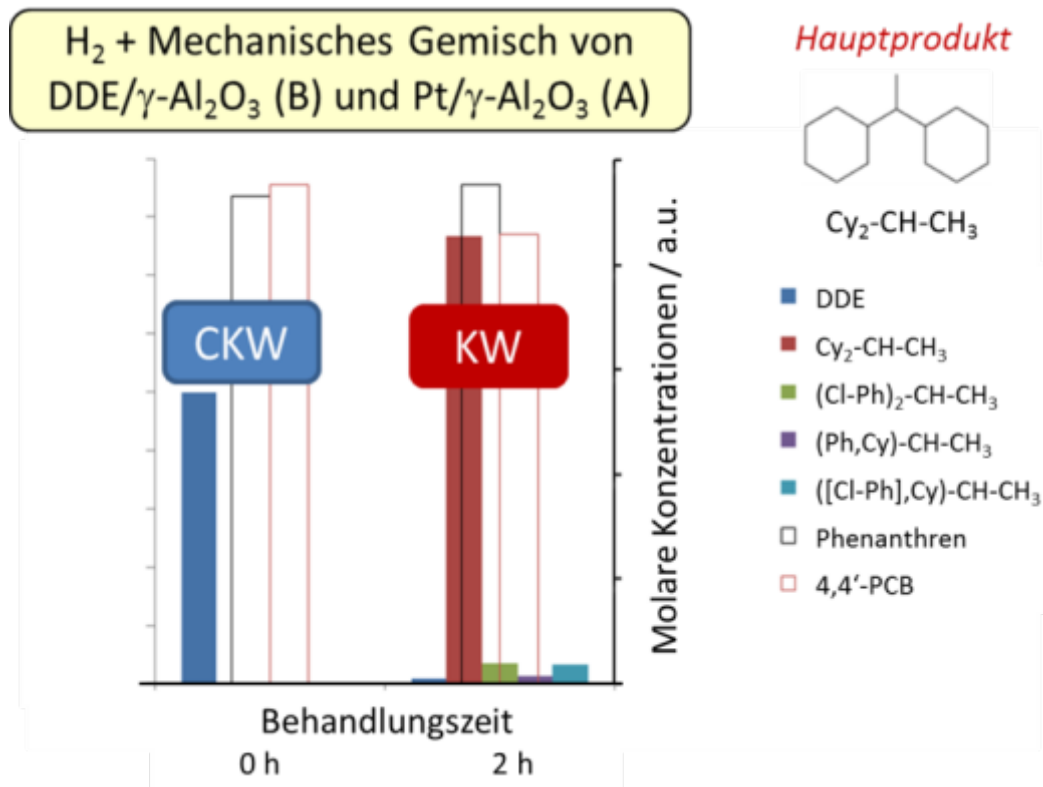 H₂ + Mechanisches Gemisch von
DDE/γ-Al₂O₃ (B) und Pt/γ-Al₂O₃ (A)
Hauptprodukt
Cy₂-CH-CH₃
CKW
KW
Molare Konzentrationen / a.u.
DDE
Cy₂-CH-CH₃
(Cl-Ph)₂-CH-CH₃
(Ph,Cy)-CH-CH₃
([Cl-Ph],Cy)-CH-CH₃
Phenanthren
4,4‘-PCB
Behandlungszeit
0 h
2 h